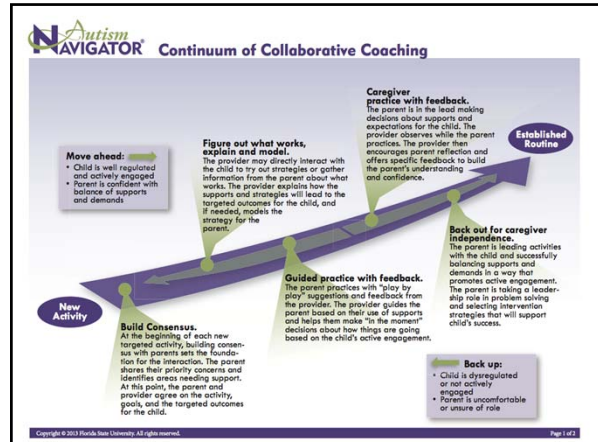 Autism
NAVIGATOR® Continuum of Collaborative Coaching
Move ahead:
• Child is well regulated
and actively engaged
• Parent is confident with
balance of supports
and demands
Figure out what works,
explain and model.
The provider may directly interact with
the child to try out strategies or gather
information from the parent about what
works. The provider explains how the
supports and strategies will lead to the
targeted outcomes for the child, and
if needed, models the
strategy for the
parent.
Caregiver
practice with feedback.
The parent is in the lead making
decisions about supports and
expectations for the child. The
provider observes while the parent
practices. The provider then
encourages parent reflection and
offers specific feedback to build
the parent's understanding
and confidence.
Established
Routine
New
Activity
Build Consensus.
At the beginning of each new
targeted activity, building consen-
sus with parents sets the founda-
tion for the interaction. The parent
shares their priority concerns and
identifies areas needing support.
At this point, the parent and
provider agree on the activity,
goals, and the targeted outcomes
for the child.
Guided practice with feedback.
The parent practices with "play by
play" suggestions and feedback from
the provider. The provider guides the
parent based on their use of supports
and helps them make "in the moment"
decisions about how things are going
based on the child's active engagement.
Back out for caregiver
independence.
The parent is leading activities
with the child and successfully
balancing supports and
demands in a way that
promotes active engagement.
The parent is taking a leader-
ship role in problem solving
and selecting intervention
strategies that will support
child's success.
Back up:
• Child is dysregulated
or not actively
engaged
• Parent is uncomfortable
or unsure of role
Copyright © 2013 Florida State University. All rights reserved.
Page 1 of 2